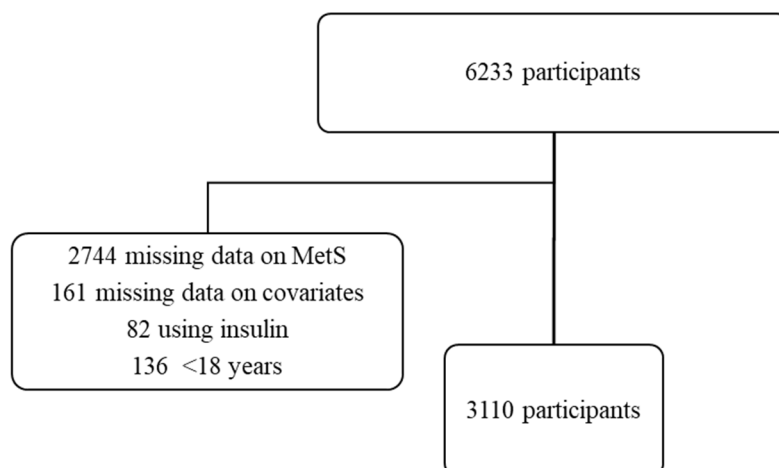 6233 participants
2744 missing data on MetS
161 missing data on covariates
82 using insulin
136 <18 years
3110 participants